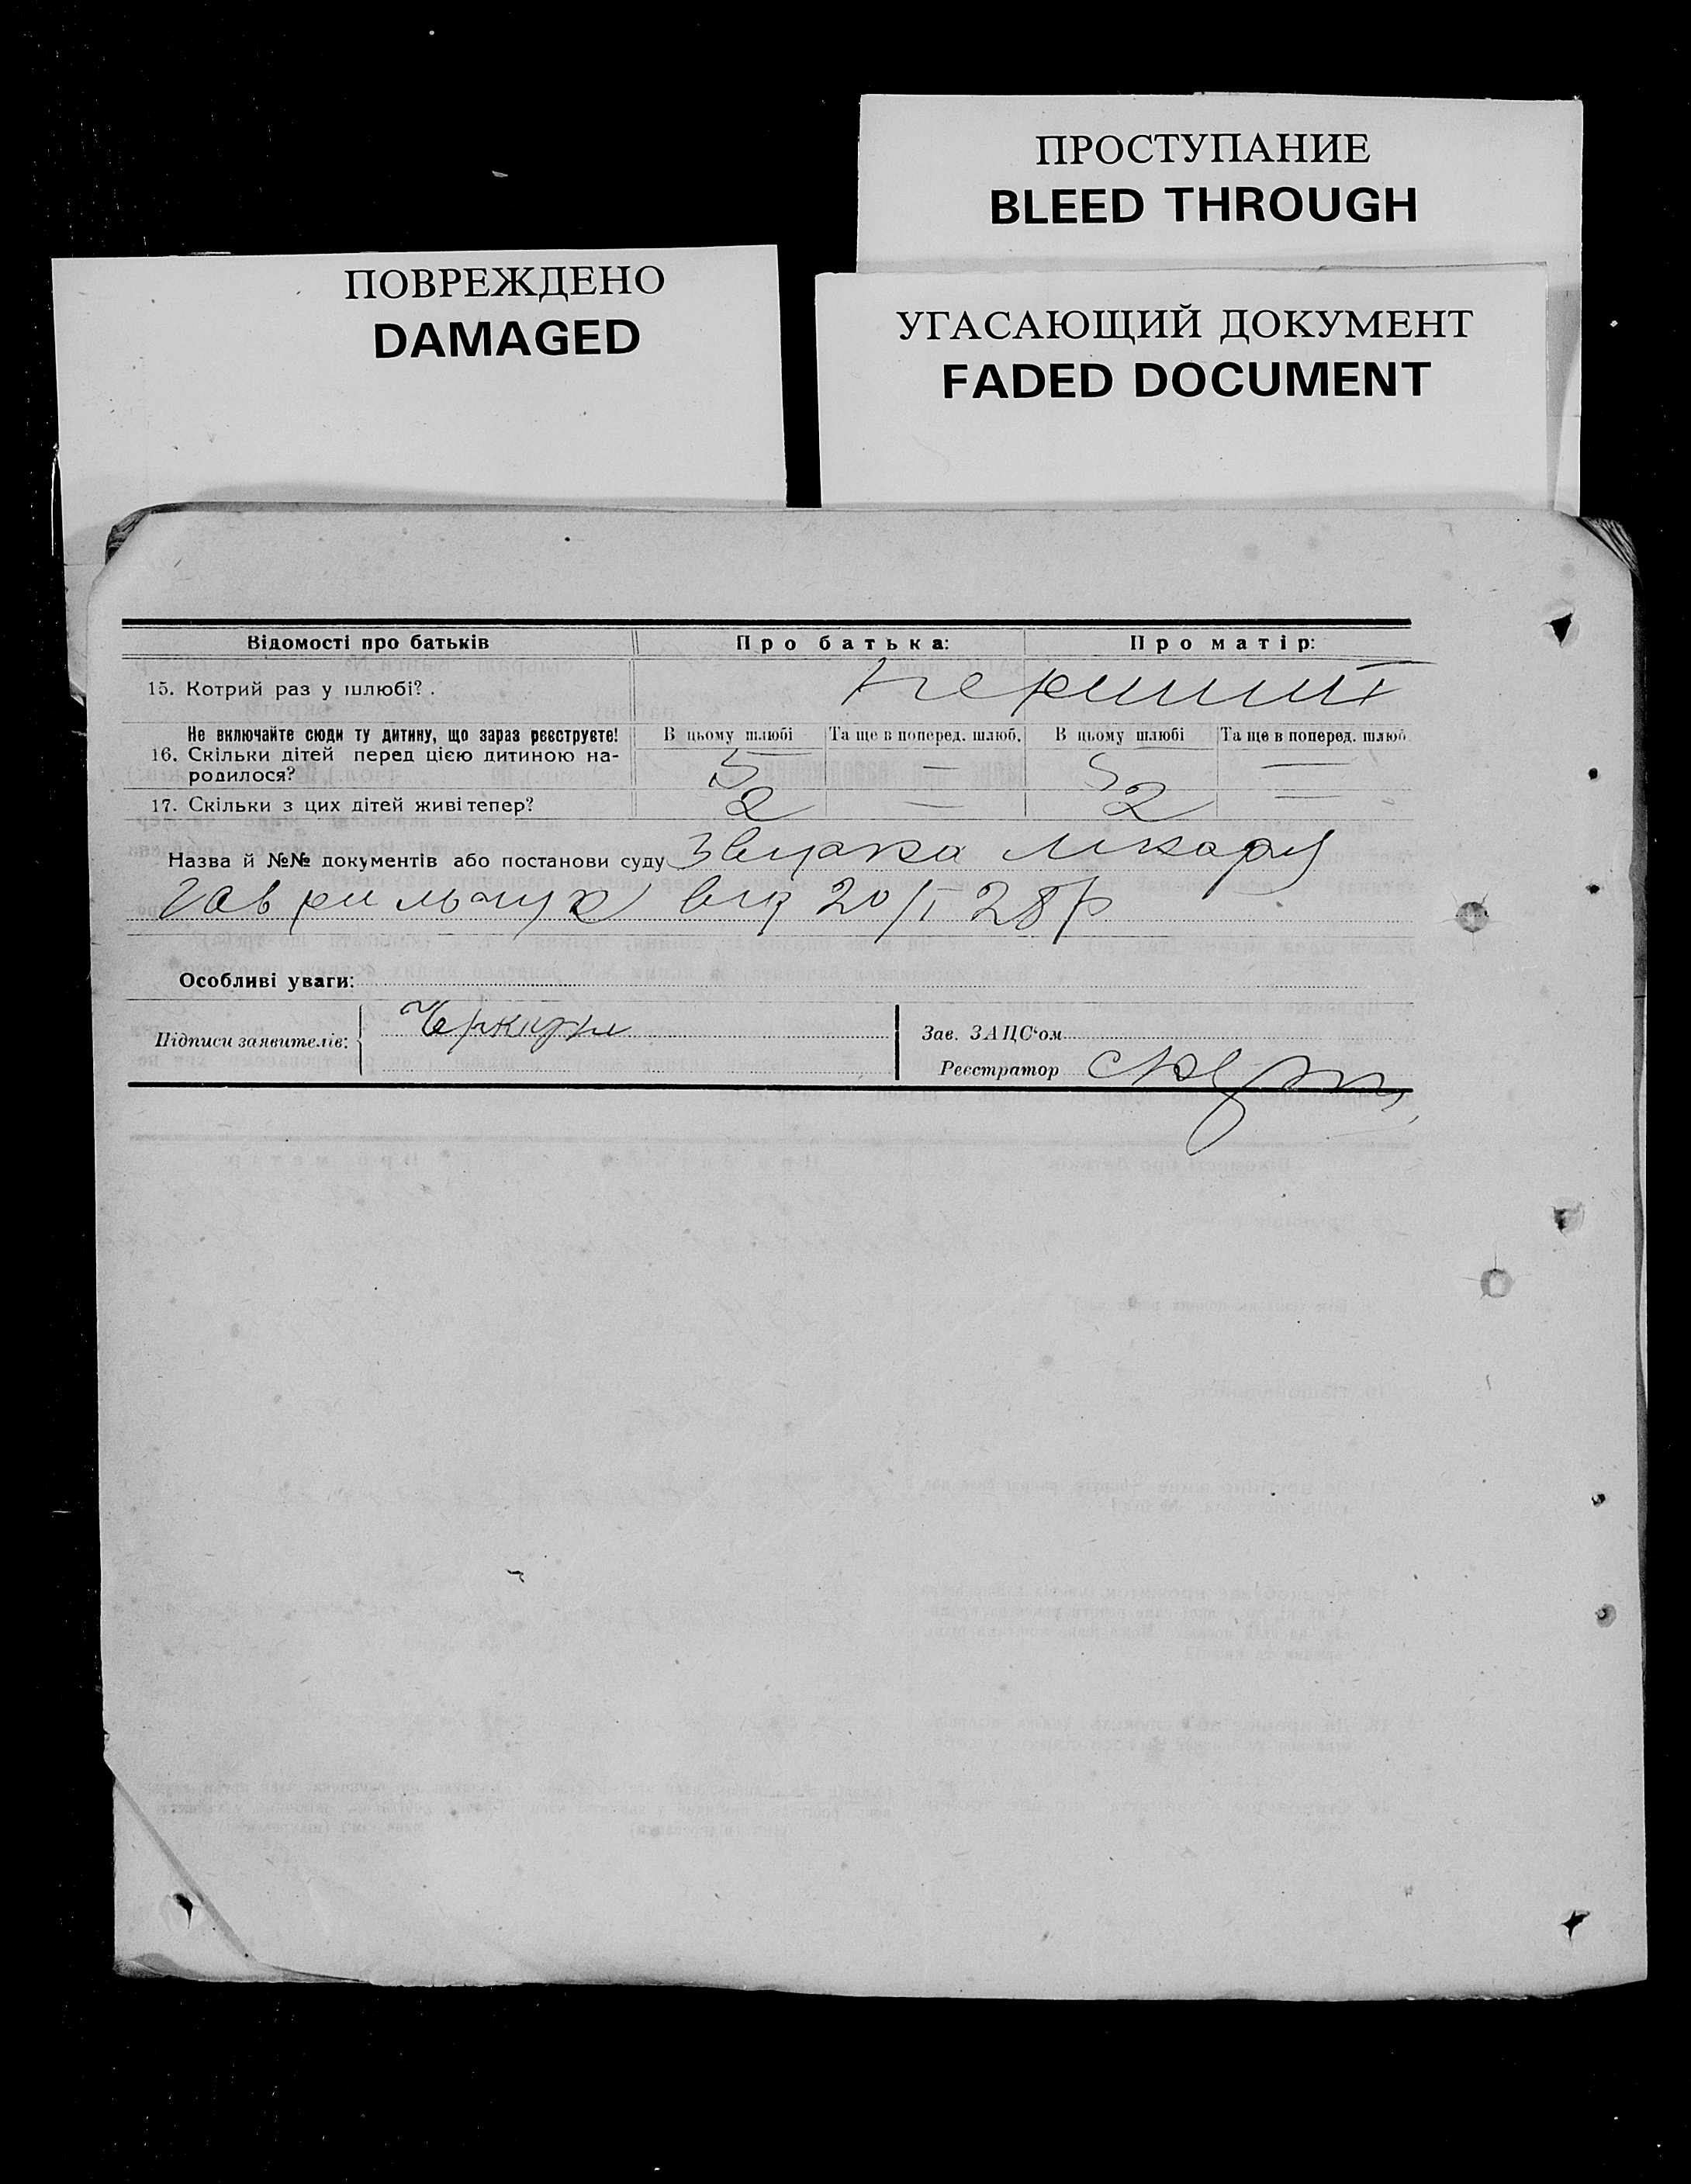 ПРОСТУПАНИЕ
BLEED THROUGH
ПОВРЕЖДЕНО
DAMAGED
УГАСАЮЩИЙ ДОКУМЕНТ
FADED DOCUMENT
Відомості про батьків Про батька: Про матір:
15. Котрий раз у шлюбі? . перший
Не включайте сюди ту дитину, що зараз реєструєте! В цьому шлюбі Та ще в поперед. шлюб. В цьому шлюбі Та ще в поперед. шлюб.
16. Скільки дітей перед цією дитиною на- 5 — 5 —
родилося?
17. Скільки з цих дітей живі тепер? 2 — 2 —
Назва й №№ документів або постанови суду
від 20/I 28 р
Особливі уваги:
Підписи заявителів:
Зав. ЗАЦС'ом
Реєстратор